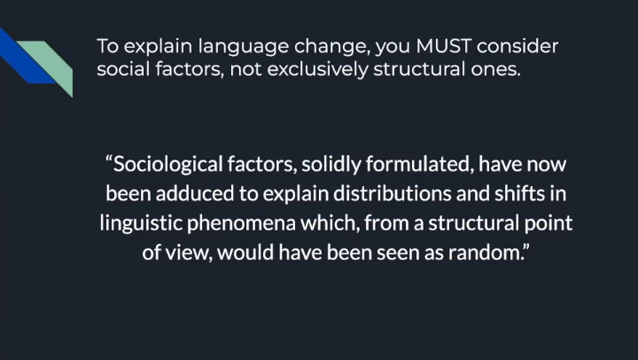 To explain language change, you MUST consider
social factors, not exclusively structural ones.
“Sociological factors, solidly formulated, have now
been adduced to explain distributions and shifts in
linguistic phenomena which, from a structural point
of view, would have been seen as random.”